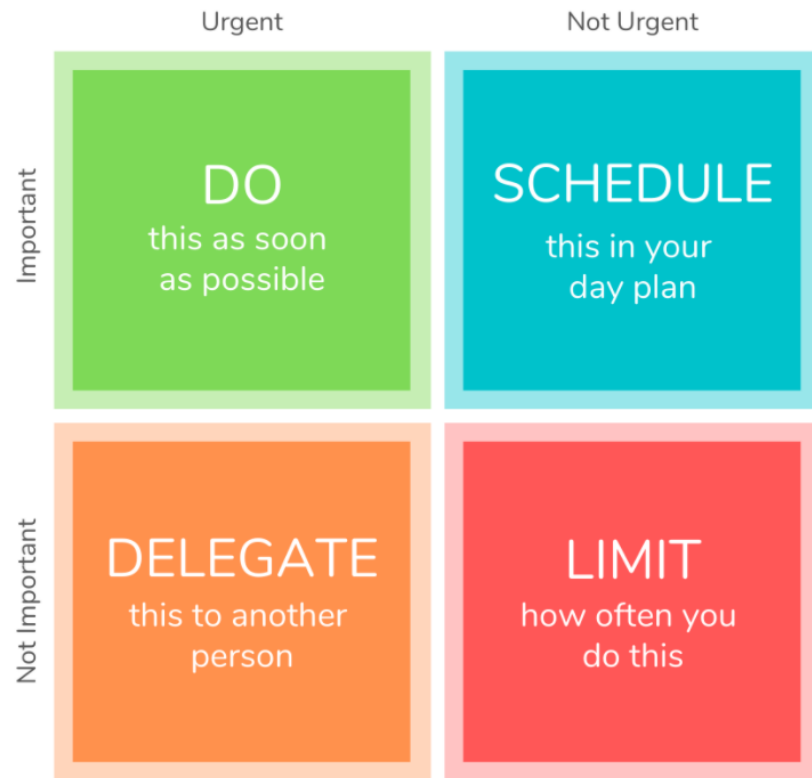 Urgent
Not Urgent
Important
DO
this as soon
as possible
SCHEDULE
this in your
day plan
Not Important
DELEGATE
this to another
person
LIMIT
how often you
do this